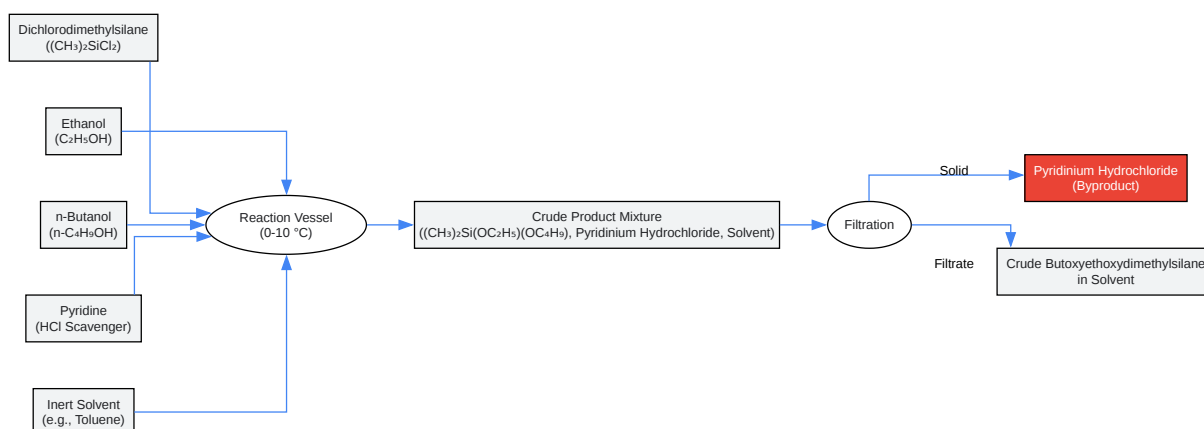 Dichlorodimethylsilane
((CH₃)₂SiCl₂)
Ethanol
(C₂H₅OH)
n-Butanol
(n-C₄H₉OH)
Pyridine
(HCl Scavenger)
Inert Solvent
(e.g., Toluene)
Reaction Vessel
(0-10 °C)
Crude Product Mixture
((CH₃)₂Si(OC₂H₅)(OC₄H₉), Pyridinium Hydrochloride, Solvent)
Filtration
Solid
Pyridinium Hydrochloride
(Byproduct)
Filtrate
Crude Butoxyethoxydimethylsilane
in Solvent